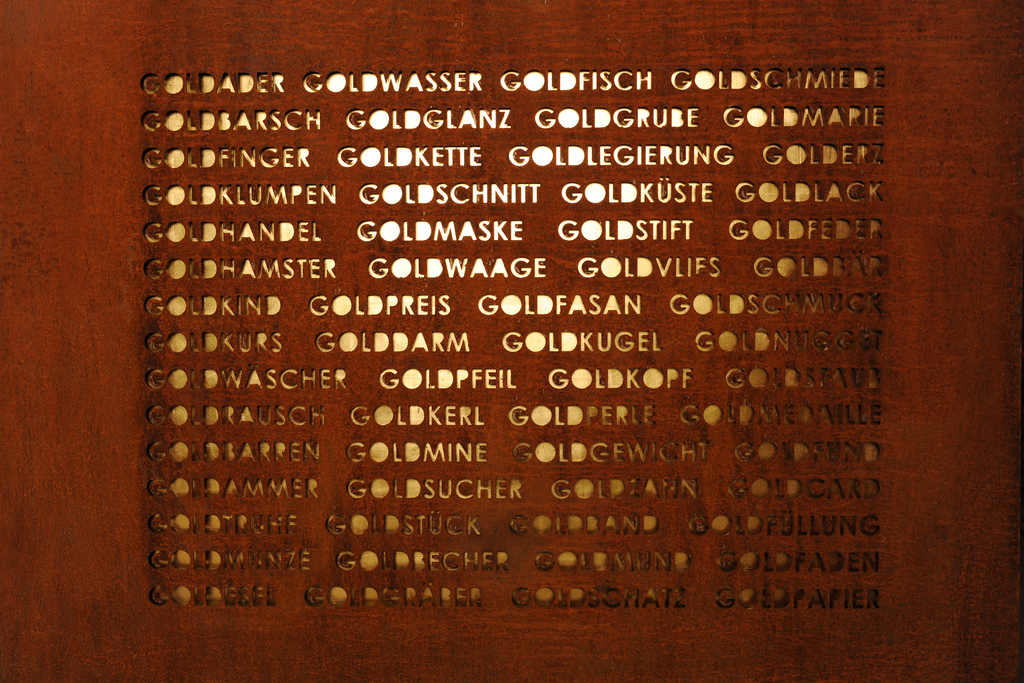 GOLDADER GOLDWASSER GOLDFISCH GOLDSCHMIEDE
GOLDBARSCH GOLDGLANZ GOLDGRUBE GOLDMARIE
GOLDFINGER GOLDKETTE GOLDLEGIERUNG GOLDERZ
GOLDKLUMPEN GOLDSCHNITT GOLDKÜSTE GOLDLACK
GOLDHANDEL GOLDMASKE GOLDSTIFT GOLDFEDER
GOLDHAMSTER GOLDWAAGE GOLDVLIES GOLDBÄR
GOLDKIND GOLDPREIS GOLDFASAN GOLDSCHMUCK
GOLDKURS GOLDDARM GOLDKUGEL GOLDNUGGET
GOLDWÄSCHER GOLDPFEIL GOLDKOPF GOLDSTAUB
GOLDRAUSCH GOLDKERL GOLDPERLE GOLDMEDAILLE
GOLDBARREN GOLDMINE GOLDGEWICHT GOLDFUND
GOLDAMMER GOLDSUCHER GOLDZAHN GOLDCARD
GOLDTRUHE GOLDSTÜCK GOLDBAND GOLDFÜLLUNG
GOLDMÜNZE GOLDBECHER GOLDMUND GOLDFADEN
GOLDESEL GOLDGRÄBER GOLDSCHATZ GOLDPAPIER